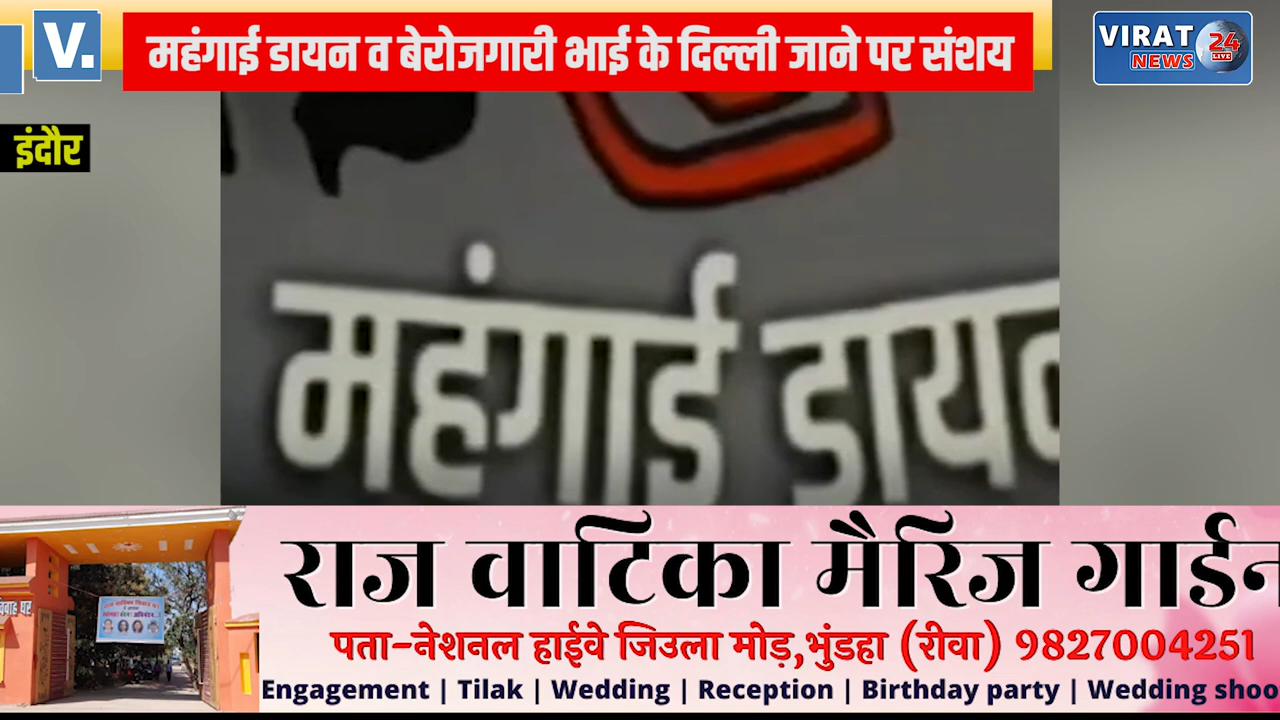 V.
महंगाई डायन व बेरोजगारी भाई के दिल्ली जाने पर संशय
VIRAT
24
LIVE
NEWS
इंदौर
महंगाई डायन
राज वाटिका मैरिज गार्डन
पता-नेशनल हाईवे जिउला मोड़,भुंडहा (रीवा) 9827004251
Engagement | Tilak | Wedding | Reception | Birthday party | Wedding shoo